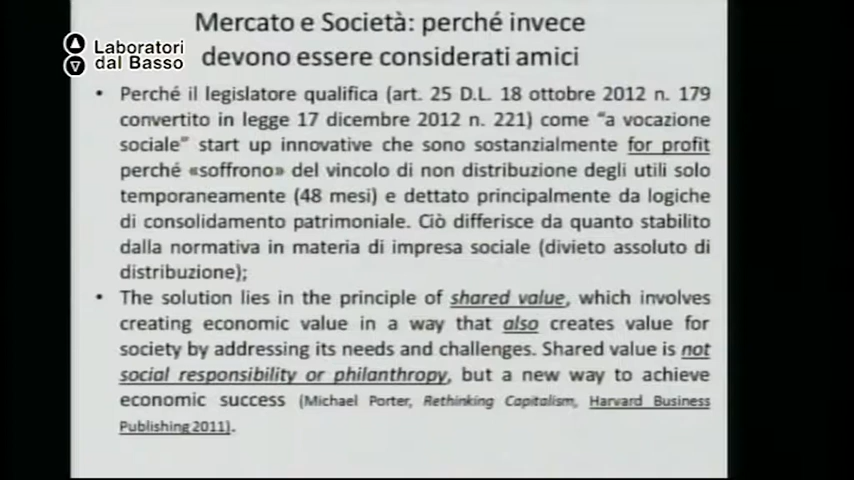 Mercato e Società: perché invece
devono essere considerati amici
Laboratori
dal Basso
• Perché il legislatore qualifica (art. 25 D.L. 18 ottobre 2012 n. 179
convertito in legge 17 dicembre 2012 n. 221) come “a vocazione
sociale” start up innovative che sono sostanzialmente for profit
perché «soffrono» del vincolo di non distribuzione degli utili solo
temporaneamente (48 mesi) e dettato principalmente da logiche
di consolidamento patrimoniale. Ciò differisce da quanto stabilito
dalla normativa in materia di impresa sociale (divieto assoluto di
distribuzione);
• The solution lies in the principle of shared value, which involves
creating economic value in a way that also creates value for
society by addressing its needs and challenges. Shared value is not
social responsibility or philanthropy, but a new way to achieve
economic success (Michael Porter, Rethinking Capitalism, Harvard Business
Publishing 2011).